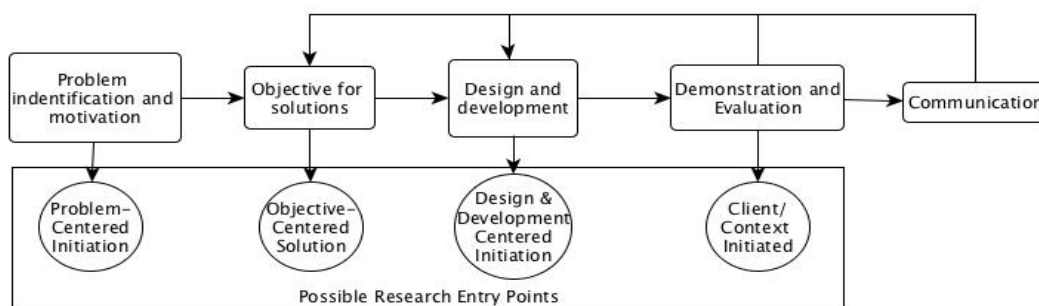 Problem
indentification and
motivation
Objective for
solutions
Design and
development
Demonstration and
Evaluation
Communication
Problem-
Centered
Initiation
Objective-
Centered
Solution
Design &
Development
Centered
Initiation
Client/
Context
Initiated
Possible Research Entry Points